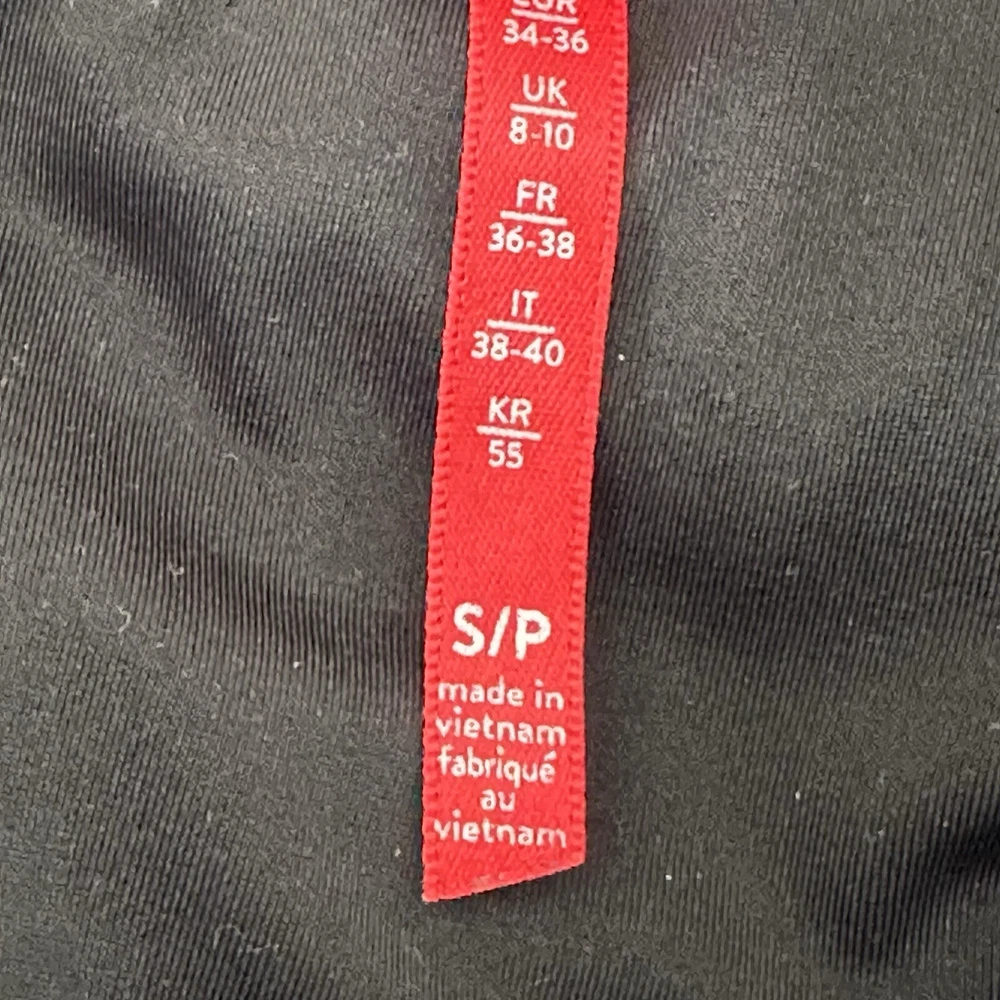 EUR
34-36
UK
8-10
FR
36-38
IT
38-40
KR
55
S/P
made in
vietnam
fabriqué
au
vietnam